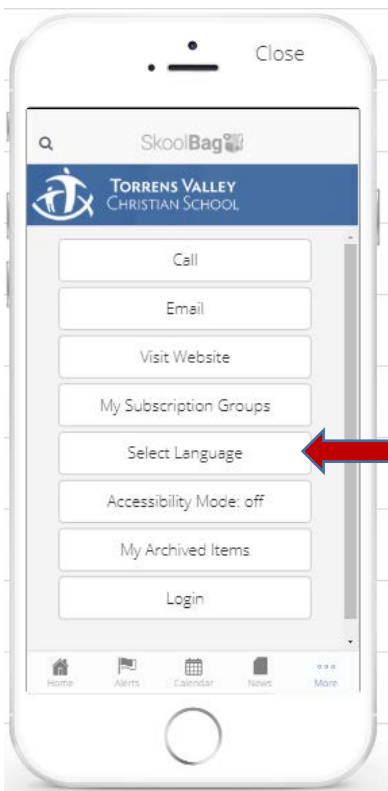 Close
SkoolBag
TORRENS VALLEY
CHRISTIAN SCHOOL
Call
Email
Visit Website
My Subscription Groups
Select Language
Accessibility Mode: off
My Archived Items
Login
Home Alerts Calendar News More